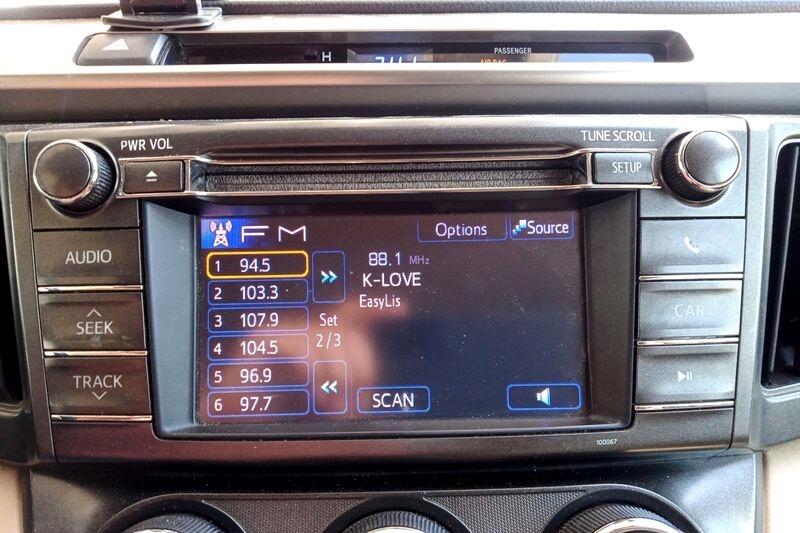 H
PASSENGER
AIR BAG
PWR VOL
TUNE SCROLL
SETUP
AUDIO
SEEK
TRACK
CAR
FM
Options
Source
1 94.5
2 103.3
3 107.9
4 104.5
5 96.9
6 97.7
Set
2/3
88.1 MHz
K-LOVE
EasyLis
SCAN
100067